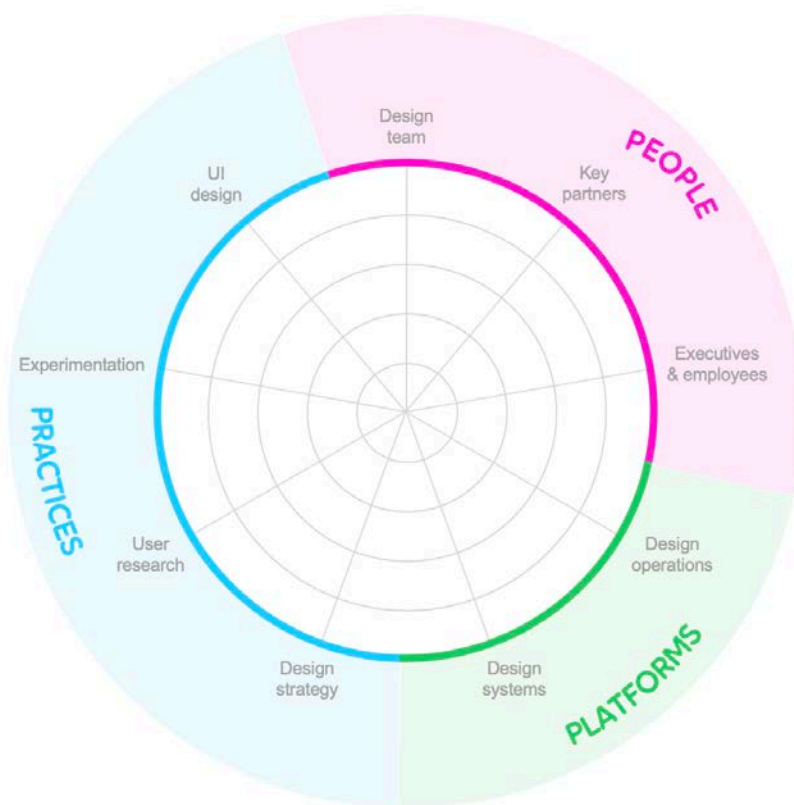 Design
team
Key
partners
PEOPLE
Executives
& employees
Design
operations
PLATFORMS
Design
systems
Design
strategy
User
research
PRACTICES
Experimentation
UI
design